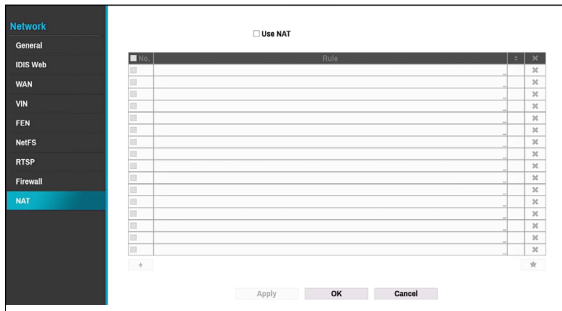 Network
General
IDIS Web
WAN
VIN
FEN
NetFS
RTSP
Firewall
NAT
Use NAT
No. Rule
Apply OK Cancel